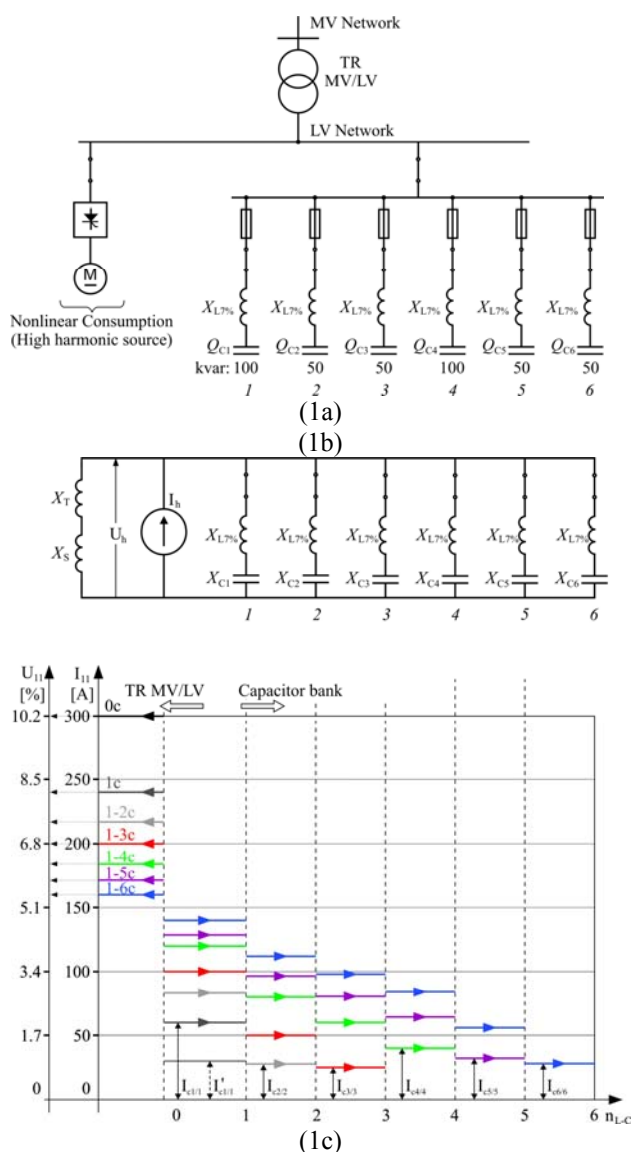 MV Network
TR
MV/LV
LV Network
M
Nonlinear Consumption
(High harmonic source)
XL7% XL7% XL7% XL7% XL7% XL7%
QC1 QC2 QC3 QC4 QC5 QC6
kvar: 100 50 50 100 50 50
1 2 3 4 5 6
(1a)
(1b)
XT
Uh
Ih
XS
XL7% XL7% XL7% XL7% XL7% XL7%
XC1 XC2 XC3 XC4 XC5 XC6
1 2 3 4 5 6
U11 I11
[%] [A]
TR MV/LV Capacitor bank
10.2 300 0c
8.5 250
1c
1-2c
6.8 200 1-3c
1-4c
1-5c
1-6c
5.1 150
3.4 100
1.7 50
0 0
Ic1/1 I'c1/1 Ic2/2 Ic3/3 Ic4/4 Ic5/5 Ic6/6
0 1 2 3 4 5 6 nL-C
(1c)